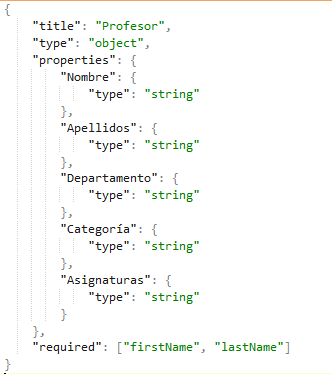 {
    "title": "Profesor",
    "type": "object",
    "properties": {
        "Nombre": {
            "type": "string"
        },
        "Apellidos": {
            "type": "string"
        },
        "Departamento": {
            "type": "string"
        },
        "Categoría": {
            "type": "string"
        },
        "Asignaturas": {
            "type": "string"
        }
    },
    "required": ["firstName", "lastName"]
}